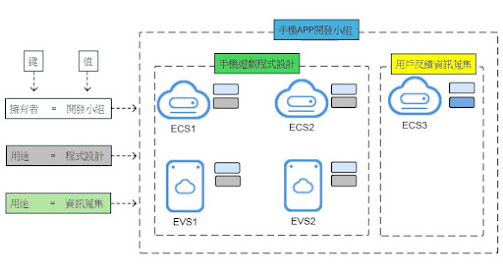 手機APP開發小組
手機遊戲程式設計
用戶反饋資訊蒐集
鍵
值
擁有者 = 開發小組
用途 = 程式設計
用途 = 資訊蒐集
ECS1
ECS2
ECS3
EVS1
EVS2